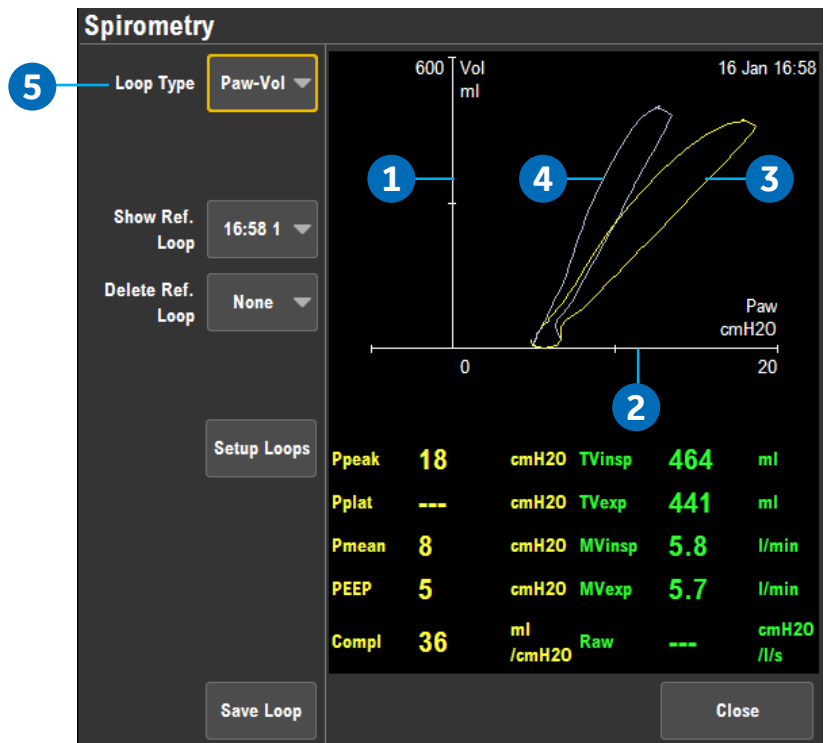 Spirometry
5
Loop Type
Paw-Vol
Show Ref.
Loop
16:58 1
Delete Ref.
Loop
None
Setup Loops
Save Loop
600 Vol
ml
16 Jan 16:58
1
4
3
Paw
cmH2O
0
20
2
Ppeak 18 cmH2O TVinsp 464 ml
Pplat --- cmH2O TVexp 441 ml
Pmean 8 cmH2O MVinsp 5.8 l/min
PEEP 5 cmH2O MVexp 5.7 l/min
Compl 36 ml
/cmH2O
Raw --- cmH2O
/l/s
Close